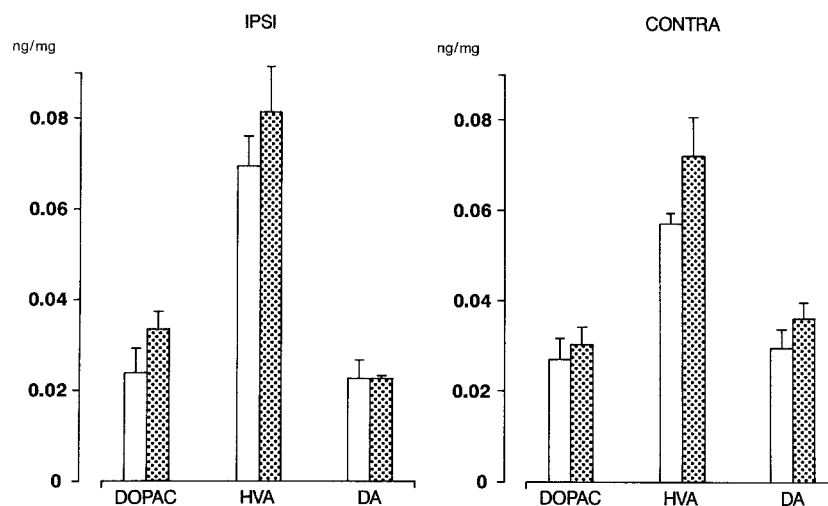 IPSI
ng/mg
0.08
0.06
0.04
0.02
0
DOPAC HVA DA
CONTRA
ng/mg
0.08
0.06
0.04
0.02
0
DOPAC HVA DA